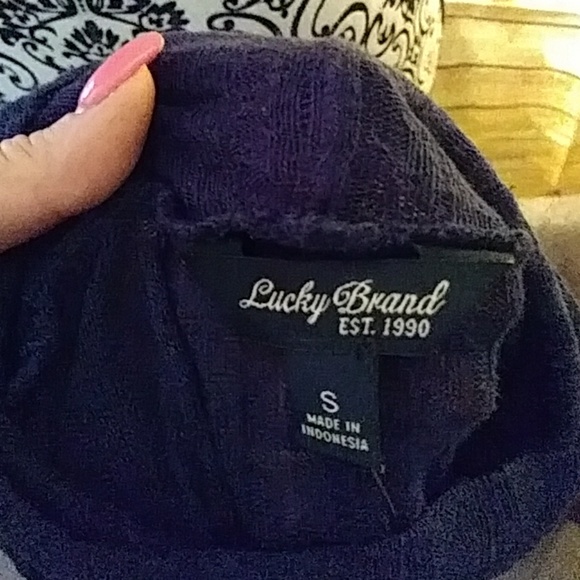 Lucky Brand
EST. 1990
S
MADE IN
INDONESIA